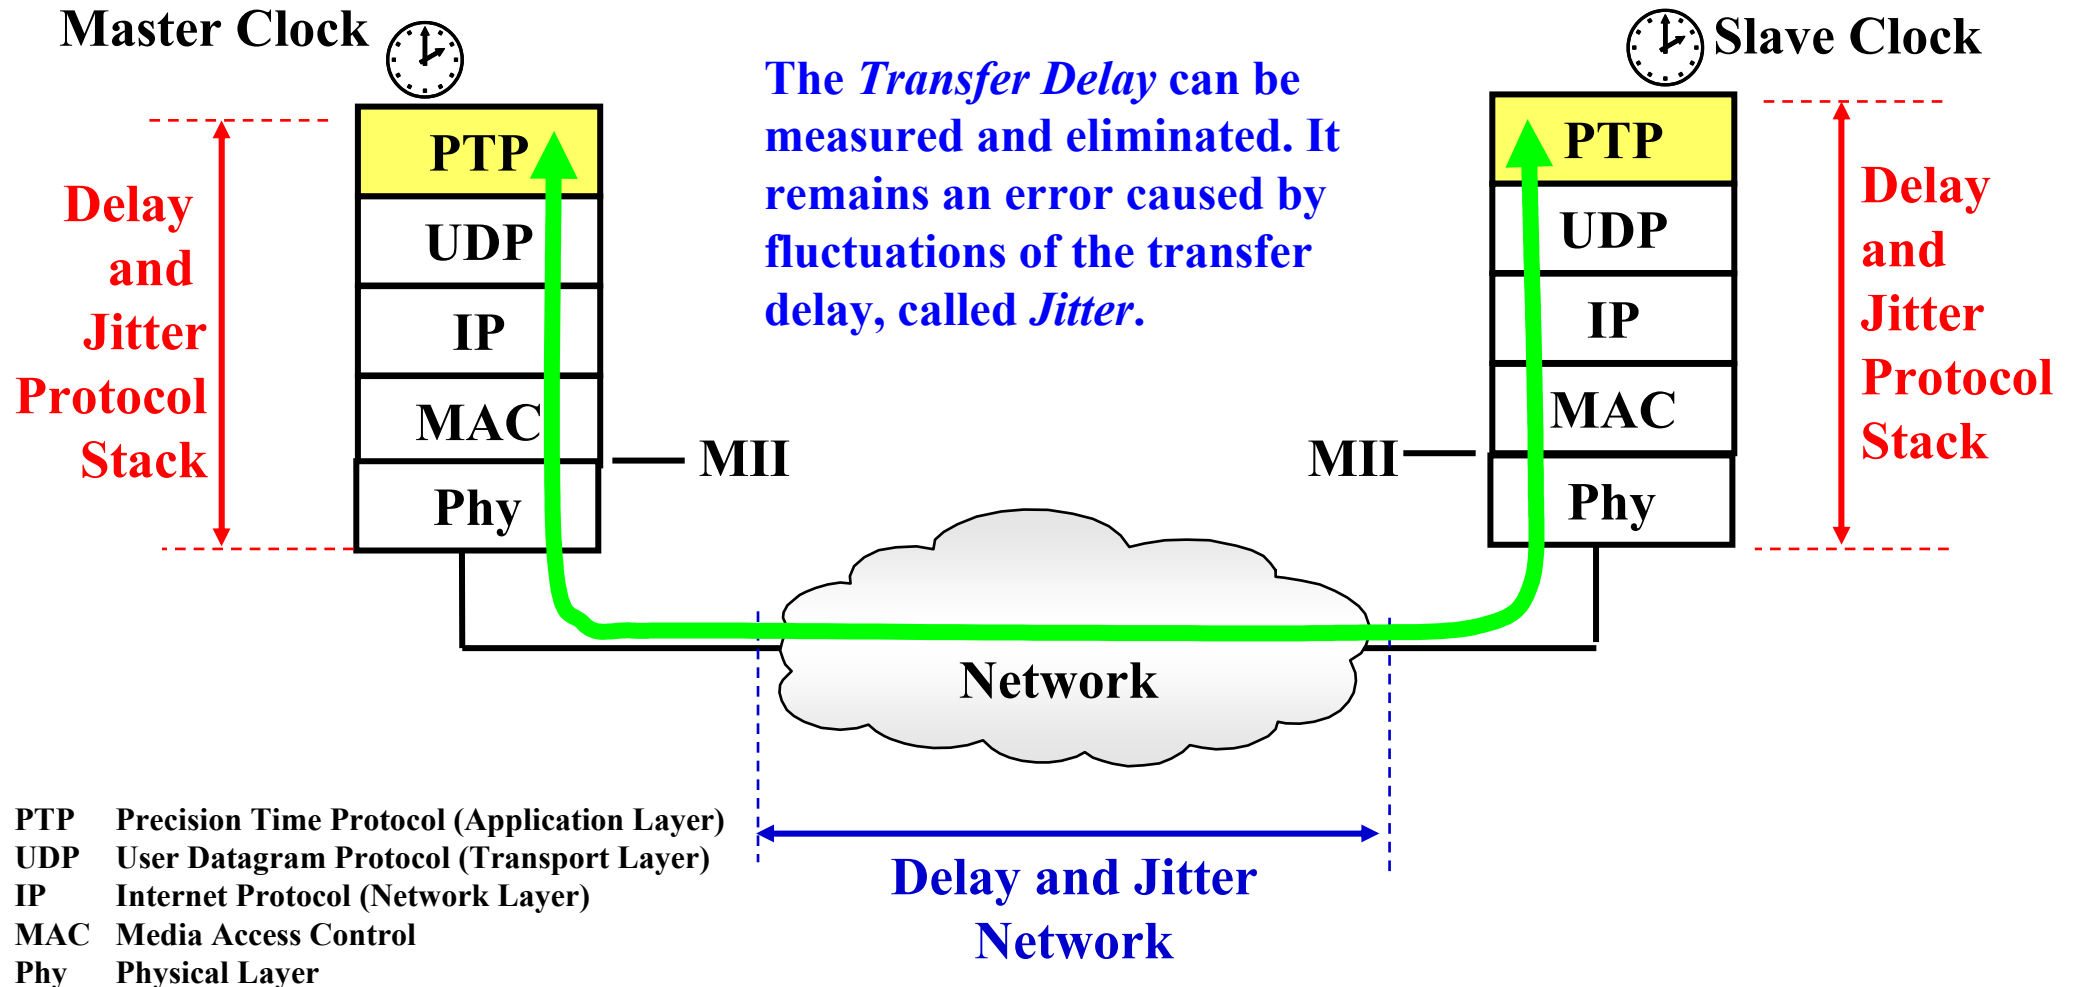 Master Clock
Slave Clock
The Transfer Delay can be
measured and eliminated. It
remains an error caused by
fluctuations of the transfer
delay, called Jitter.
Delay
and
Jitter
Protocol
Stack
PTP
UDP
IP
MAC
Phy
MII
MII
PTP
UDP
IP
MAC
Phy
Delay
and
Jitter
Protocol
Stack
Network
Delay and Jitter
Network
PTP Precision Time Protocol (Application Layer)
UDP User Datagram Protocol (Transport Layer)
IP Internet Protocol (Network Layer)
MAC Media Access Control
Phy Physical Layer